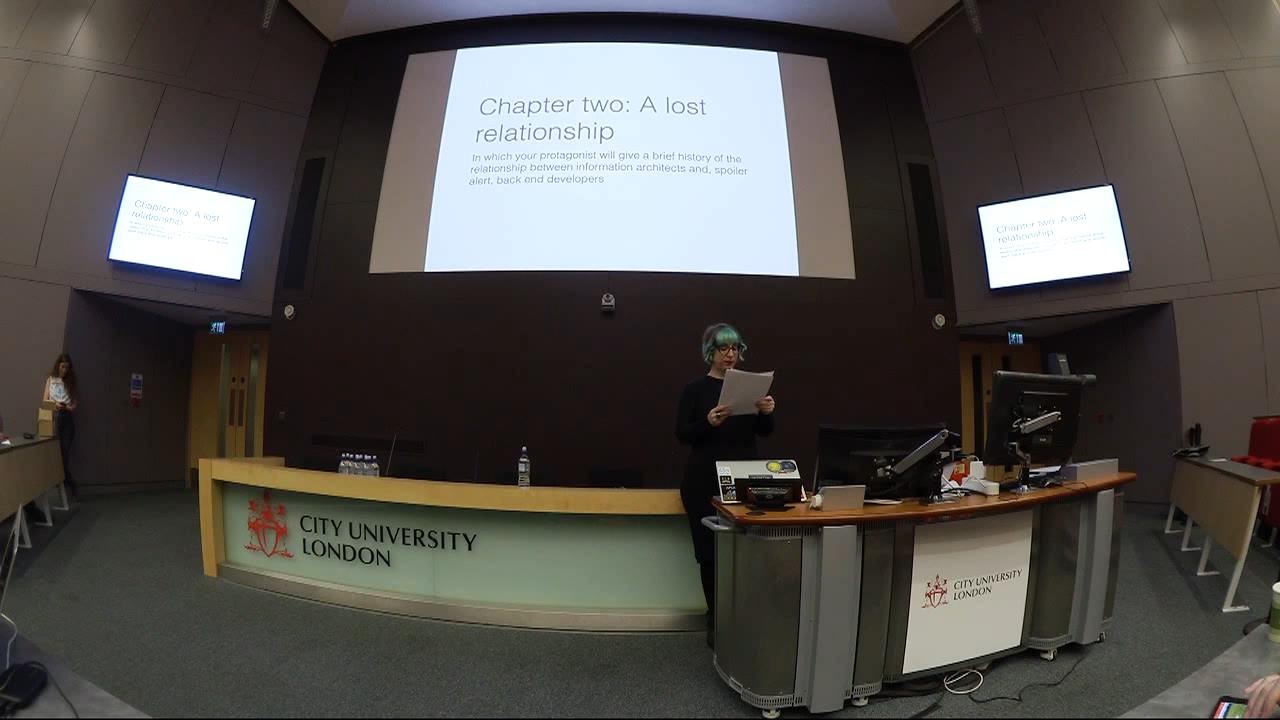 Chapter two: A lost
relationship
In which your protagonist will give a brief history of the
relationship between information architects and, spoiler
alert, back end developers
Chapter two: A lost
relationship
Chapter two: A lost
relationship
CITY UNIVERSITY
LONDON
CITY UNIVERSITY
LONDON